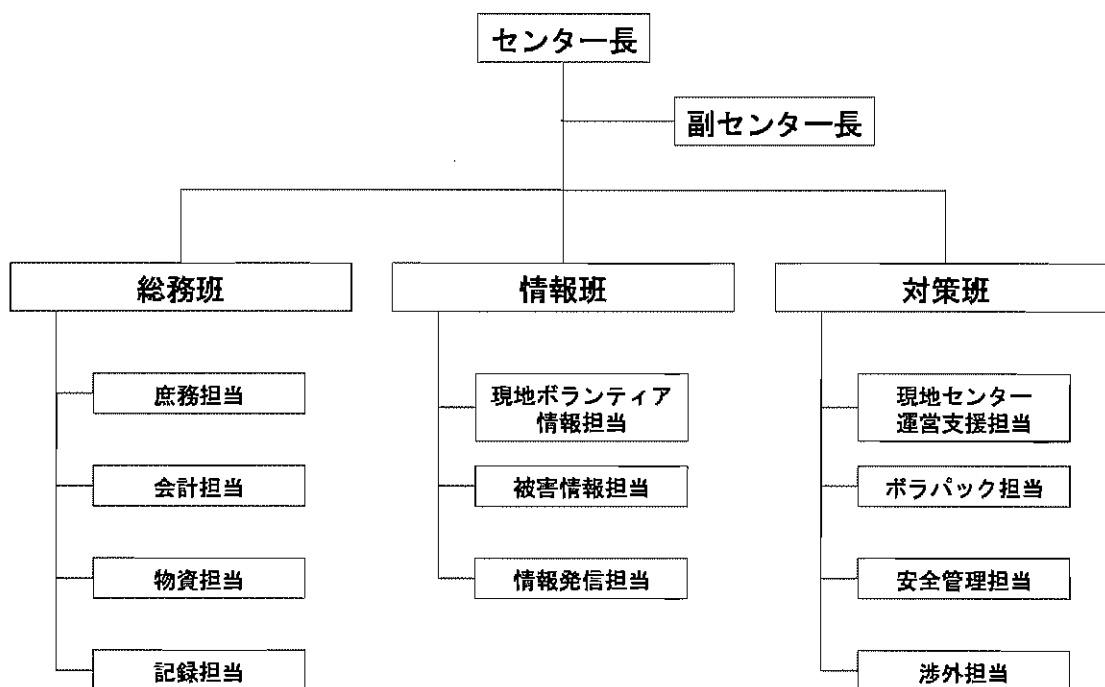 センター長
副センター長
総務班
庶務担当
会計担当
物資担当
記録担当
情報班
現地ボランティア
情報担当
被害情報担当
情報発信担当
対策班
現地センター
運営支援担当
ボラパック担当
安全管理担当
渉外担当